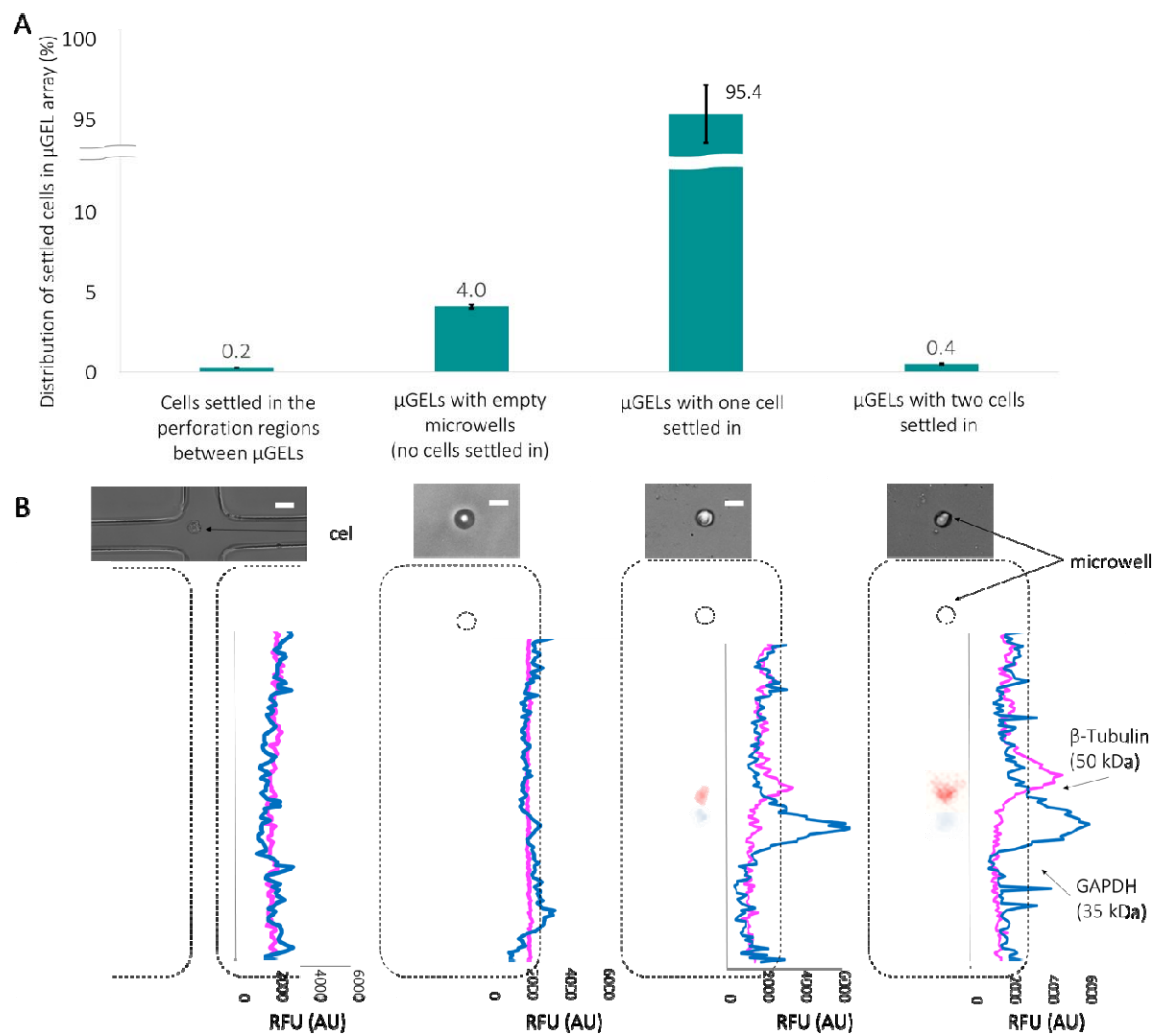 A
Distribution of settled cells in µGEL array (%)
100
95
10
5
0
0.2
4.0
95.4
0.4
Cells settled in the
perforation regions
between µGELs
µGELs with empty
microwells
(no cells settled in)
µGELs with one cell
settled in
µGELs with two cells
settled in
B
cel
microwell
β-Tubulin
(50 kDa)
GAPDH
(35 kDa)
0
2000
4000
6000
RFU (AU)
0
2000
4000
6000
RFU (AU)
0
2000
4000
6000
RFU (AU)
0
2000
4000
6000
RFU (AU)